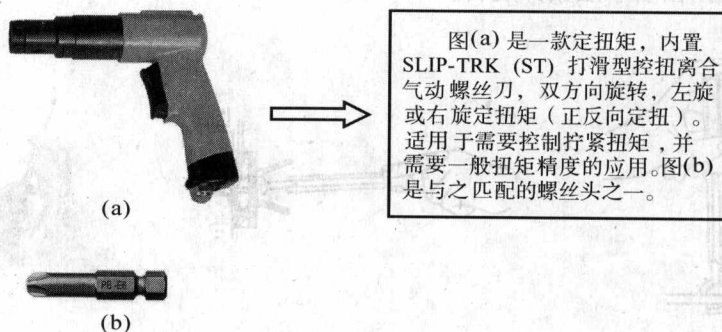 图(a) 是一款定扭矩，内置
SLIP-TRK (ST) 打滑型控扭离合
气动螺丝刀，双方向旋转，左旋
或右旋定扭矩（正反向定扭）。
适用于需要控制拧紧扭矩，并
需要一般扭矩精度的应用。图(b)
是与之匹配的螺丝头之一。
(a)
(b)